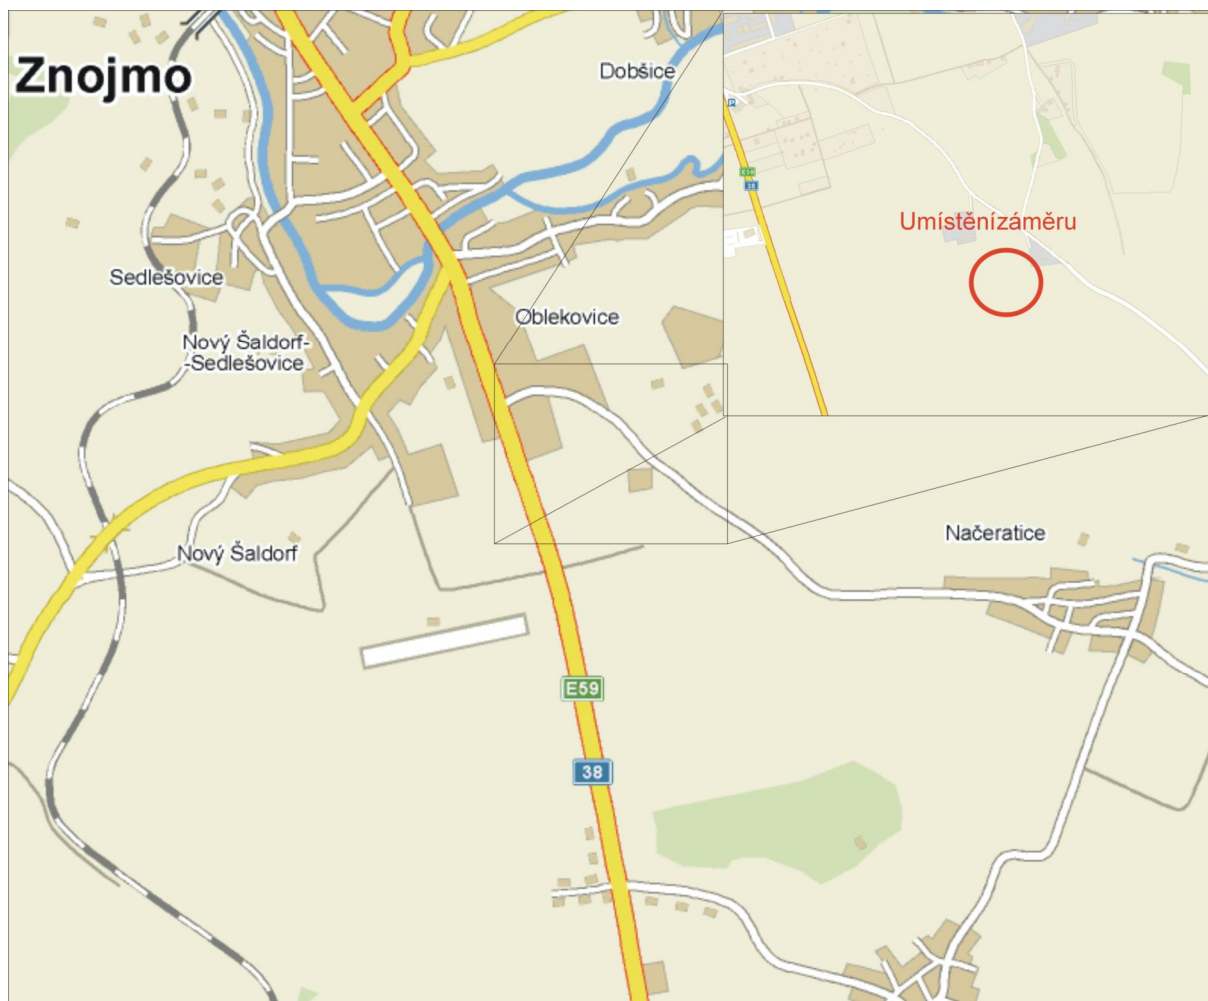 Znojmo
Dobšice
P
E59
38
Umístěnízáměru
Sedlešovice
Oblekovice
Nový Šaldorf-
-Sedlešovice
Načeratice
Nový Šaldorf
E59
38